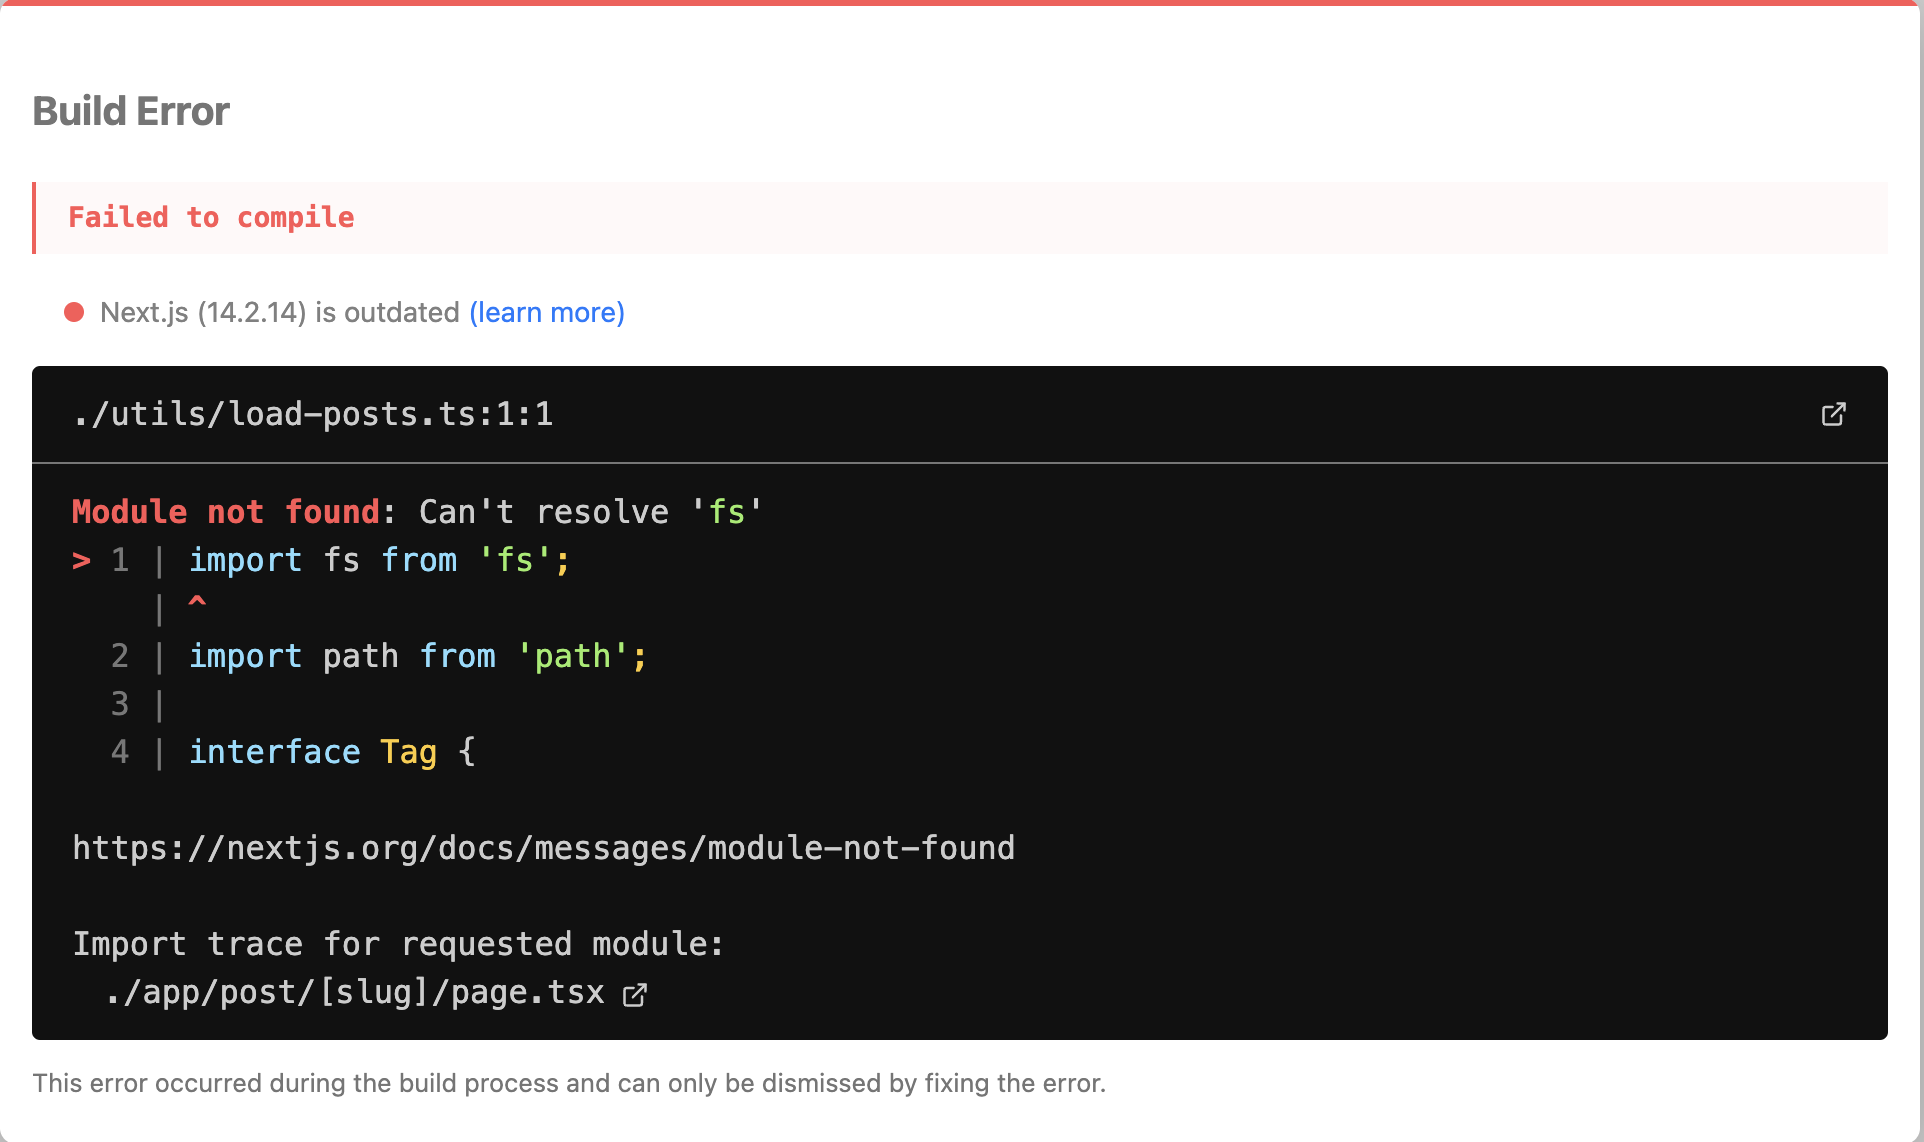 Build Error
Failed to compile
Next.js (14.2.14) is outdated (learn more)
./utils/load-posts.ts:1:1
Module not found: Can't resolve 'fs'
> 1 | import fs from 'fs';
    | ^
  2 | import path from 'path';
  3 |
  4 | interface Tag {
https://nextjs.org/docs/messages/module-not-found
Import trace for requested module:
./app/post/[slug]/page.tsx
This error occurred during the build process and can only be dismissed by fixing the error.